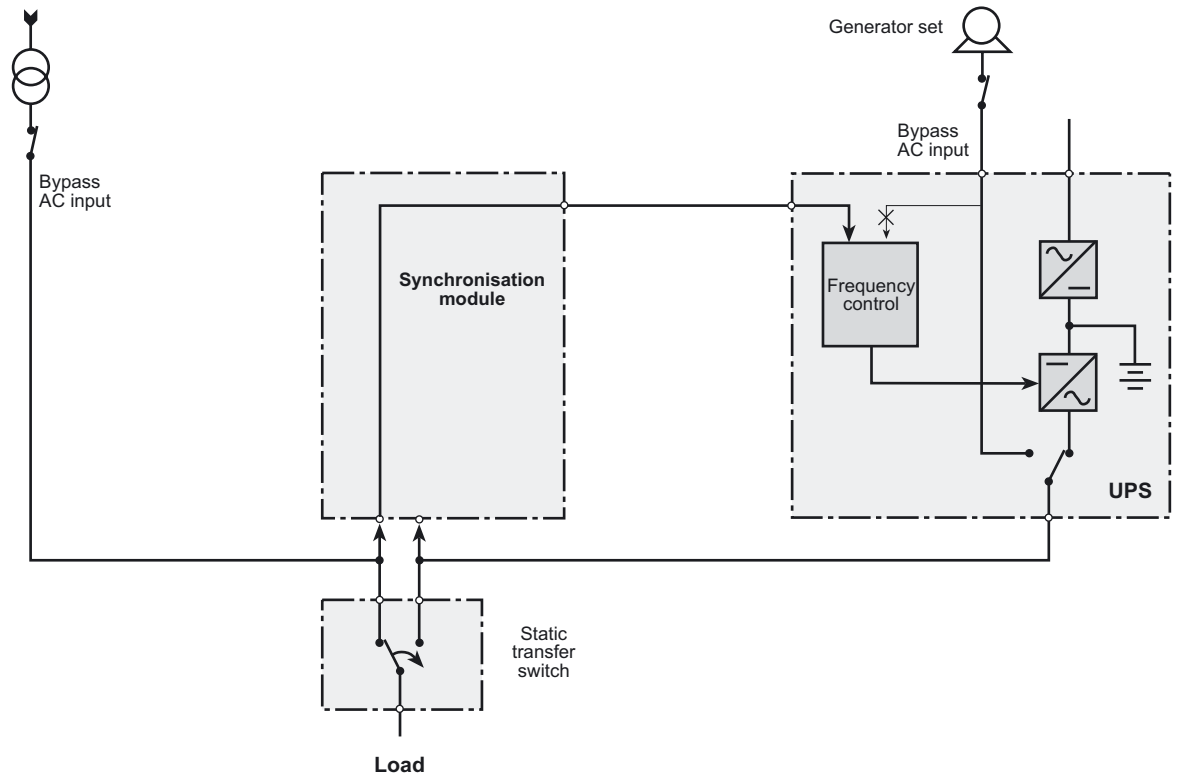 Generator set
Bypass
AC input
Bypass
AC input
Synchronisation
module
Frequency
control
UPS
Static
transfer
switch
Load